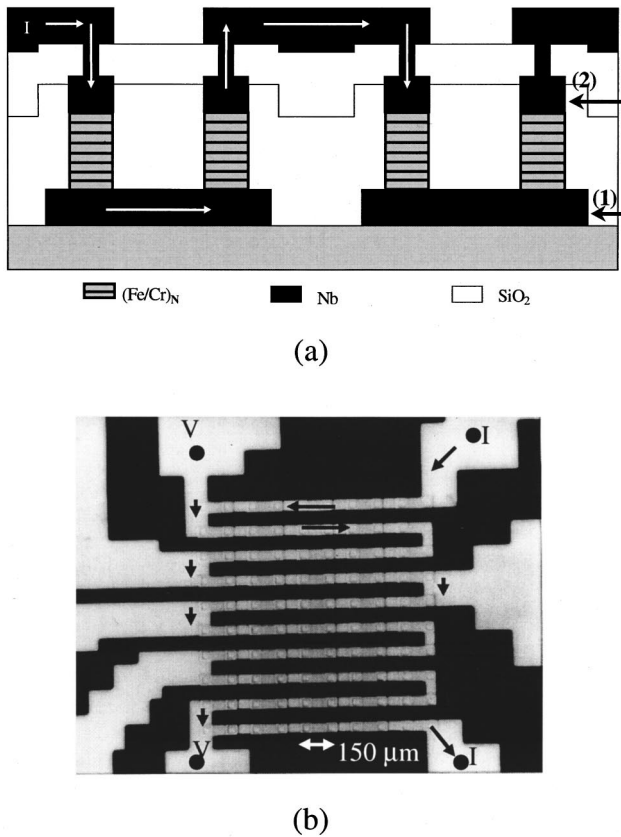 I
(2)
(1)
(Fe/Cr)N Nb SiO2
(a)
V I
150 µm
V I
(b)